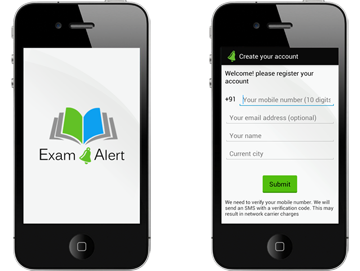 Exam Alert
Create your account
Welcome! please register your
account
+91 Your mobile number (10 digits
Your email address (optional)
Your name
Current city
Submit
We need to verify your mobile number. We will
send an SMS with a verification code. This may
result in network carrier charges